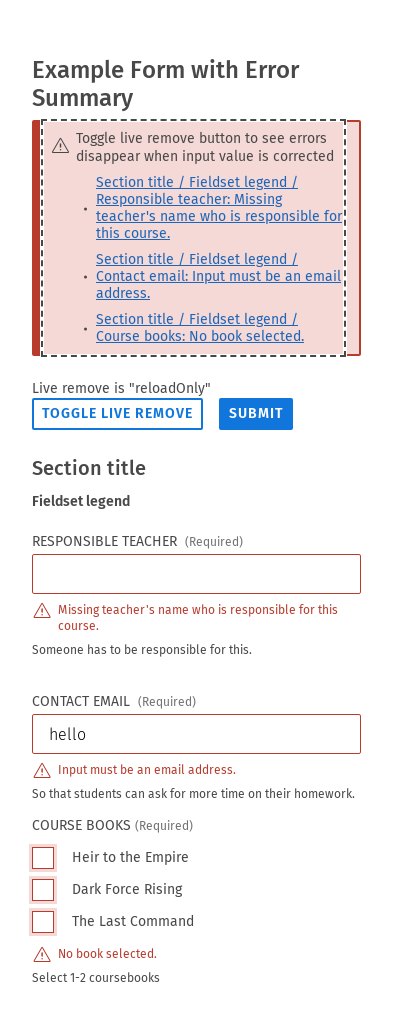 Example Form with Error
Summary
Toggle live remove button to see errors
disappear when input value is corrected
Section title / Fieldset legend /
Responsible teacher: Missing
teacher's name who is responsible for
this course.
Section title / Fieldset legend /
Contact email: Input must be an email
address.
Section title / Fieldset legend /
Course books: No book selected.
Live remove is "reloadOnly"
TOGGLE LIVE REMOVE SUBMIT
Section title
Fieldset legend
RESPONSIBLE TEACHER (Required)
Missing teacher's name who is responsible for this
course.
Someone has to be responsible for this.
CONTACT EMAIL (Required)
hello
Input must be an email address.
So that students can ask for more time on their homework.
COURSE BOOKS (Required)
Heir to the Empire
Dark Force Rising
The Last Command
No book selected.
Select 1-2 coursebooks